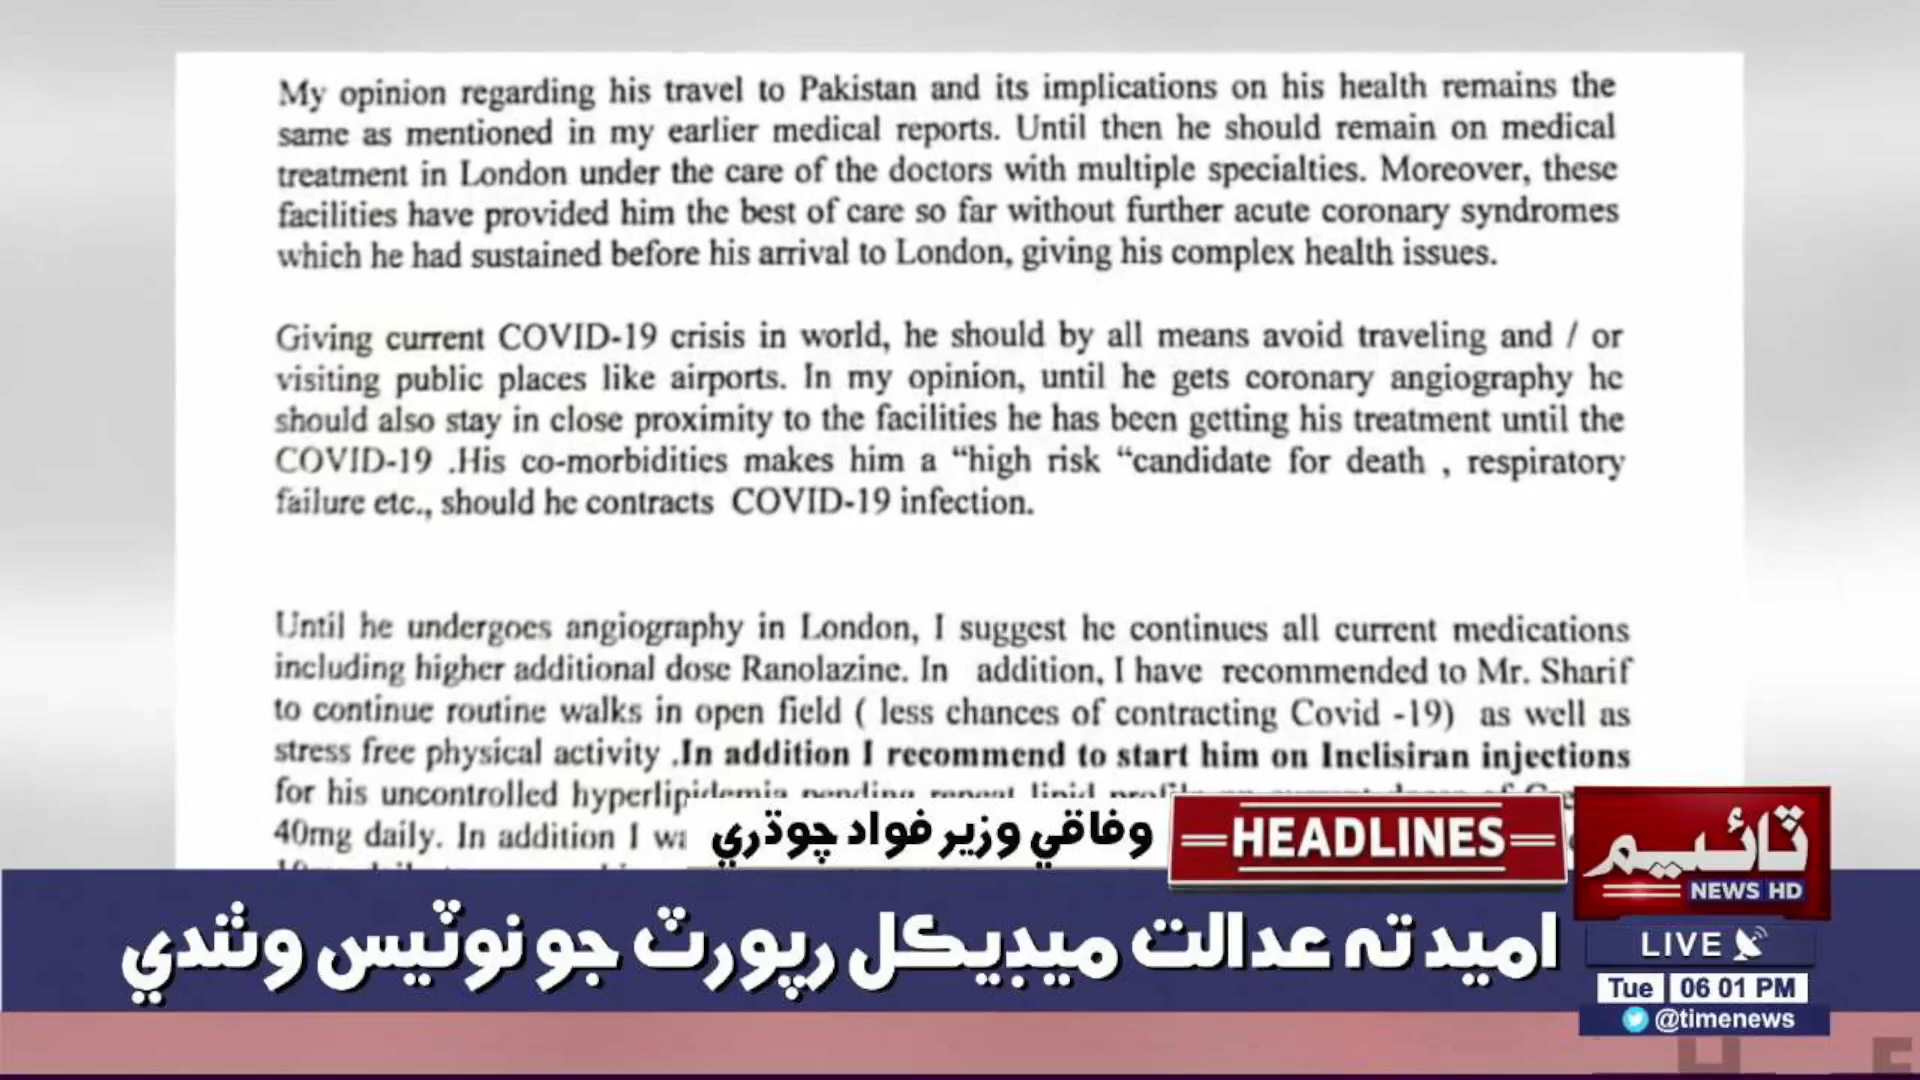 My opinion regarding his travel to Pakistan and its implications on his health remains the
same as mentioned in my earlier medical reports. Until then he should remain on medical
treatment in London under the care of the doctors with multiple specialties. Moreover, these
facilities have provided him the best of care so far without further acute coronary syndromes
which he had sustained before his arrival to London, giving his complex health issues.
Giving current COVID-19 crisis in world, he should by all means avoid traveling and / or
visiting public places like airports. In my opinion, until he gets coronary angiography he
should also stay in close proximity to the facilities he has been getting his treatment until the
COVID-19 .His co-morbidities makes him a “high risk “candidate for death , respiratory
failure etc., should he contracts COVID-19 infection.
Until he undergoes angiography in London, I suggest he continues all current medications
including higher additional dose Ranolazine. In addition, I have recommended to Mr. Sharif
to continue routine walks in open field ( less chances of contracting Covid -19) as well as
stress free physical activity .In addition I recommend to start him on Inclisiran injections
for his uncontrolled hyperlipidemia pending repeat lipid
40mg daily. In addition I
وفاقي وزير فواد چوڌري
HEADLINES
ٽائيم
NEWS HD
اميد ته عدالت ميڊيڪل رپورٽ جو نوٽيس وٺندي
LIVE
Tue 06 01 PM
@timenews